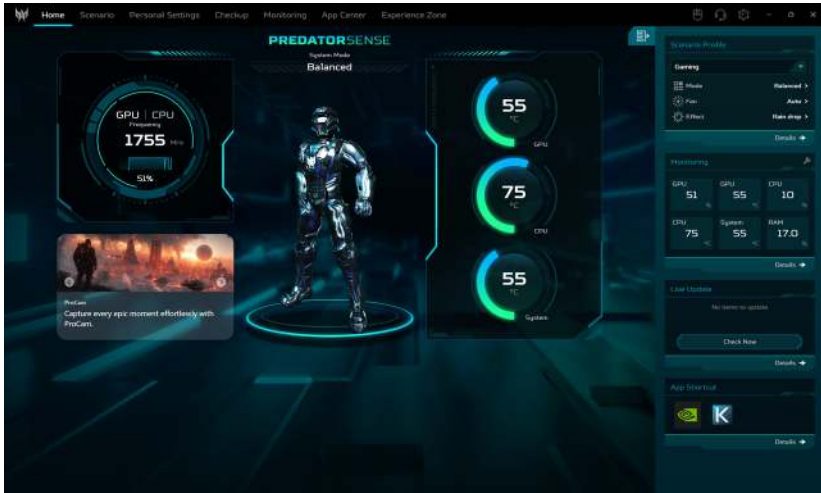 Home Scenario Personal Settings Checkup Monitoring App Center Experience Zone
PREDATORSENSE
System Mode
Balanced
GPU | CPU
Frequency
1755 MHz
51%
ProCam
Capture every epic moment effortlessly with
ProCam.
55
°C
GPU
75
°C
CPU
55
°C
System
Scenario Profile
Gaming
Mode Balanced >
Fan Auto >
Effect Rain drop >
Details
Monitoring
GPU GPU CPU
51 55 10
% °C %
CPU System RAM
75 55 17.0
°C °C %
Details
Live Update
No items to update
Check Now
Details
App Shortcut
K
Details